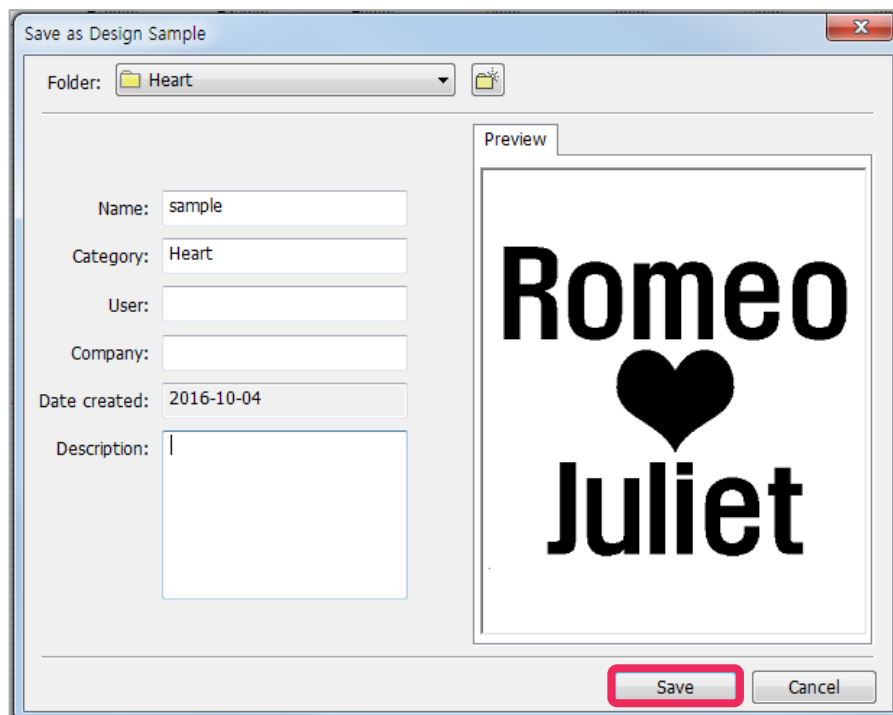 Save as Design Sample
Folder: Heart
Preview
Name: sample
Category: Heart
User:
Company:
Date created: 2016-10-04
Description:
Romeo
Juliet
Save Cancel